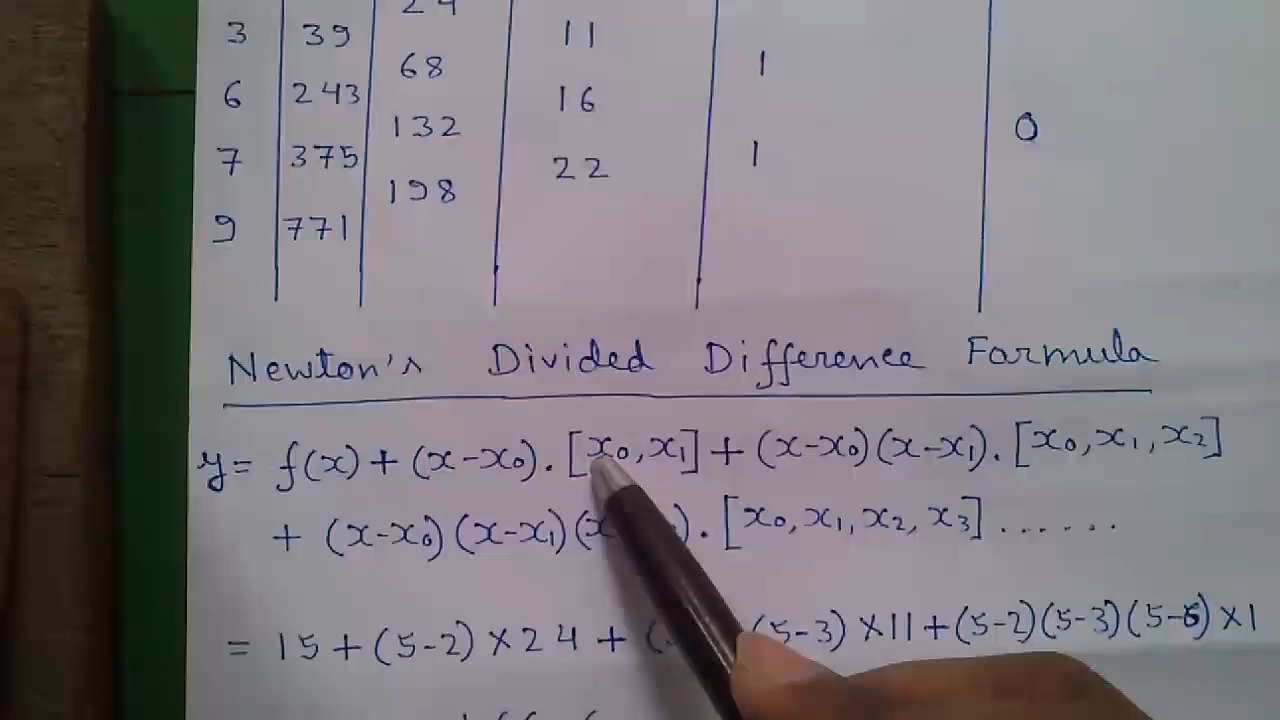 24
3 39 11
68 1
6 243 16
132 0
7 375 22 1
198
9 771
Newton's Divided Difference Formula
y= f(x) + (x-x₀). [x₀, x₁] + (x-x₀)(x-x₁). [x₀, x₁, x₂]
+ (x-x₀)(x-x₁)(x ). [x₀, x₁, x₂, x₃] ......
= 15 + (5-2) × 24 + ( (5-3) × 11 + (5-2)(5-3)(5-6) × 1